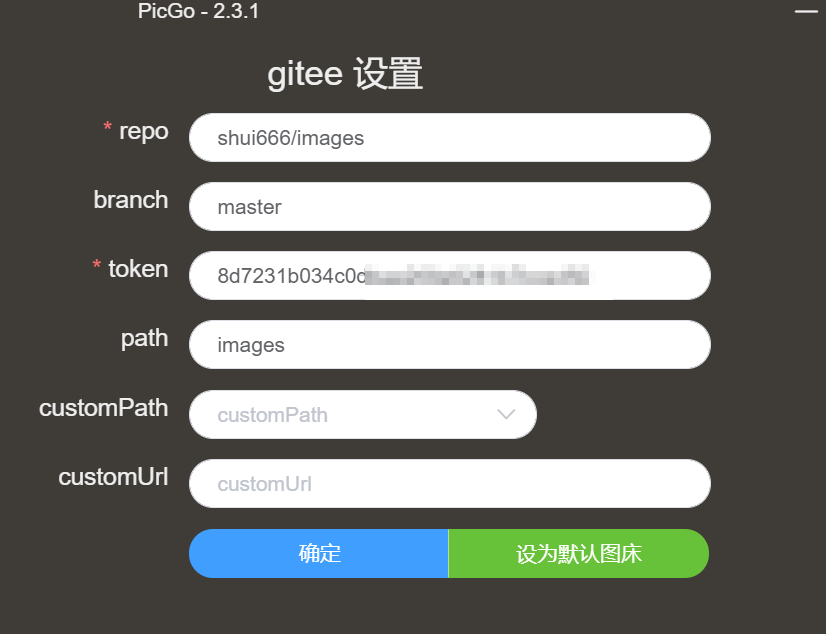 PicGo - 2.3.1
gitee 设置
* repo
shui666/images
branch
master
* token
8d7231b034c0c
path
images
customPath
customPath
customUrl
customUrl
确定
设为默认图床